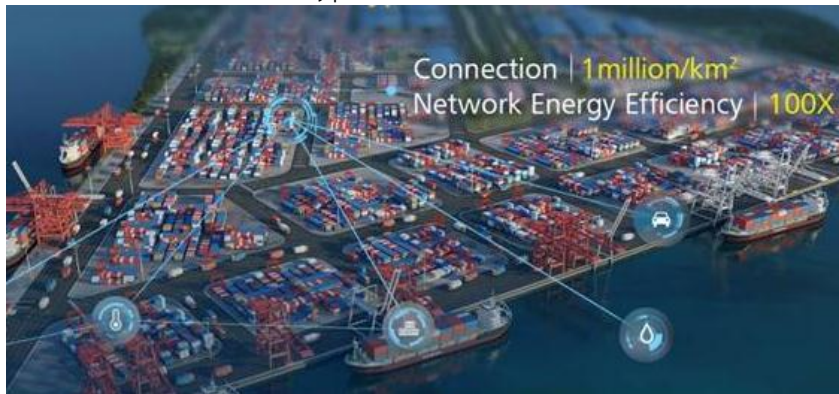 Connection | 1million/km²
Network Energy Efficiency | 100X